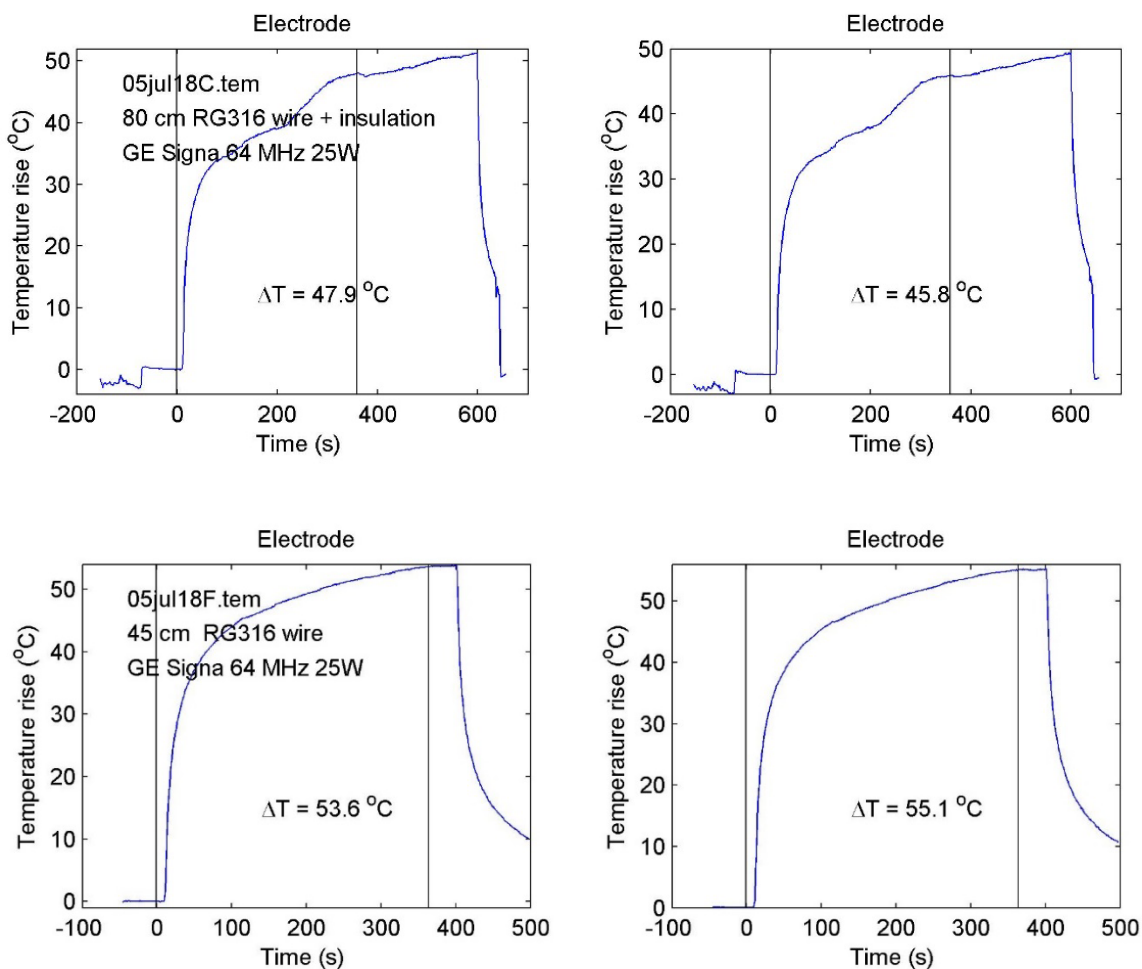 Electrode
Temperature rise (°C)
50
40
30
20
10
0
05jul18C.tem
80 cm RG316 wire + insulation
GE Signa 64 MHz 25W
ΔT = 47.9 °C
-200 0 200 400 600
Time (s)
Electrode
Temperature rise (°C)
50
40
30
20
10
0
ΔT = 45.8 °C
-200 0 200 400 600
Time (s)
Electrode
Temperature rise (°C)
50
40
30
20
10
0
05jul18F.tem
45 cm  RG316 wire
GE Signa 64 MHz 25W
ΔT = 53.6 °C
-100 0 100 200 300 400 500
Time (s)
Electrode
Temperature rise (°C)
50
40
30
20
10
0
ΔT = 55.1 °C
-100 0 100 200 300 400 500
Time (s)